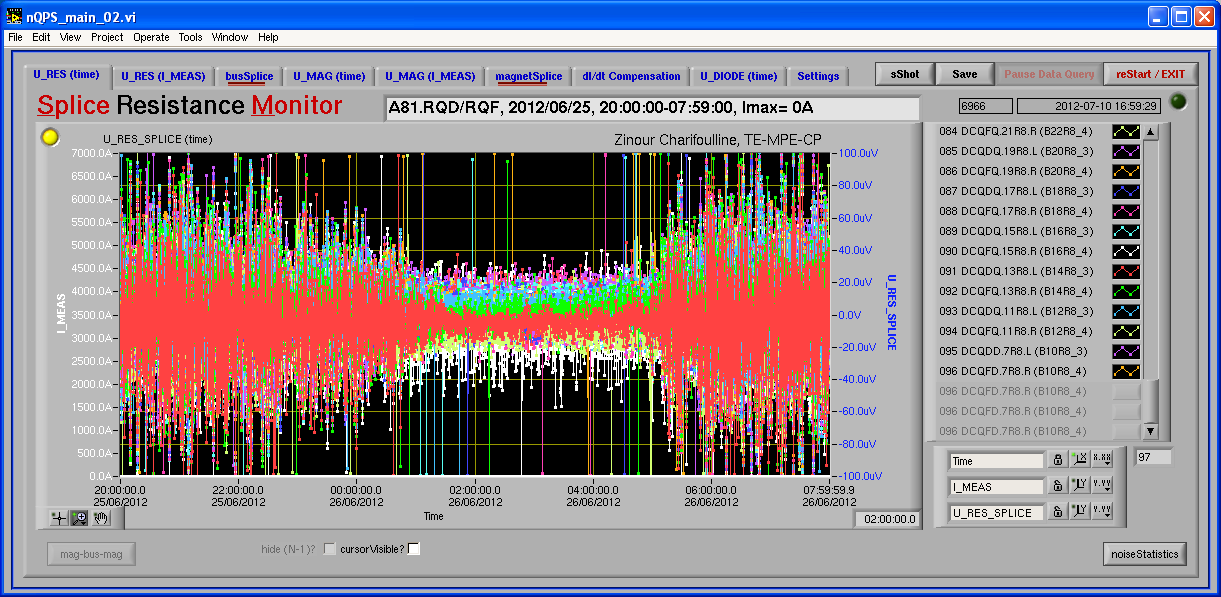 nQPS_main_02.vi
File Edit View Project Operate Tools Window Help
U_RES (time) U_RES (I_MEAS) busSplice U_MAG (time) U_MAG (I_MEAS) magnetSplice dI/dt Compensation U_DIODE (time) Settings sShot Save Pause Data Query reStart / EXIT
Splice Resistance Monitor A81.RQD/RQF, 2012/06/25, 20:00:00-07:59:00, Imax= 0A 6966 2012-07-10 16:59:29
U_RES_SPLICE (time) Zinour Charifoulline, TE-MPE-CP
7000.0A
6500.0A
6000.0A
5500.0A
5000.0A
4500.0A
4000.0A
3500.0A
3000.0A
2500.0A
2000.0A
1500.0A
1000.0A
500.0A
0.0A
I_MEAS
100.0uV
80.0uV
60.0uV
40.0uV
20.0uV
0.0V
-20.0uV
-40.0uV
-60.0uV
-80.0uV
-100.0uV
U_RES_SPLICE
20:00:00.0 22:00:00.0 00:00:00.0 02:00:00.0 04:00:00.0 06:00:00.0 07:59:59.9
25/06/2012 25/06/2012 26/06/2012 26/06/2012 26/06/2012 26/06/2012 26/06/2012
Time
02:00:00.0
084 DCQFQ.21R8.R (B22R8_4)
085 DCQDQ.19R8.L (B20R8_3)
086 DCQFQ.19R8.R (B20R8_4)
087 DCQDQ.17R8.L (B18R8_3)
088 DCQFQ.17R8.R (B18R8_4)
089 DCQDQ.15R8.L (B16R8_3)
090 DCQFQ.15R8.R (B16R8_4)
091 DCQDQ.13R8.L (B14R8_3)
092 DCQFQ.13R8.R (B14R8_4)
093 DCQDQ.11R8.L (B12R8_3)
094 DCQFQ.11R8.R (B12R8_4)
095 DCQDD.7R8.L (B10R8_3)
096 DCQFD.7R8.R (B10R8_4)
096 DCQFD.7R8.R (B10R8_4)
096 DCQFD.7R8.R (B10R8_4)
096 DCQFD.7R8.R (B10R8_4)
97
Time X X.XX
I_MEAS Y Y.YY
U_RES_SPLICE Y Y.YY
mag-bus-mag hide (N-1)? cursorVisible? noiseStatistics